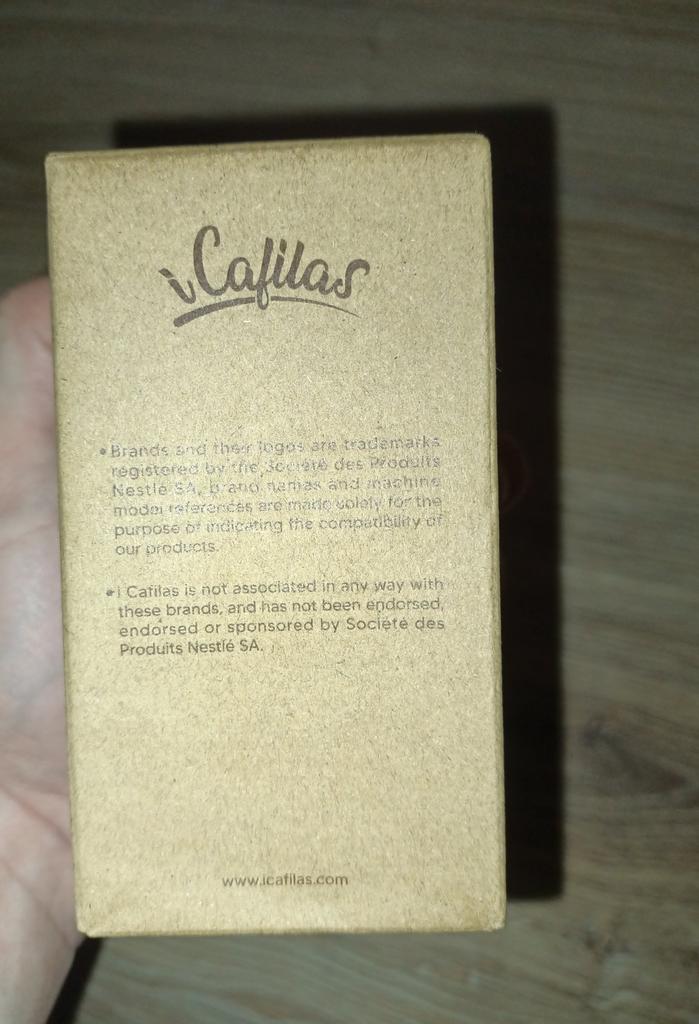 i Cafilas
• Brands and their logos are trademarks
registered by the Société des Produits
Nestlé SA, brand names and machine
model references are made solely for the
purpose of indicating the compatibility of
our products.
• i Cafilas is not associated in any way with
these brands, and has not been endorsed,
endorsed or sponsored by Société des
Produits Nestlé SA.
www.icafilas.com